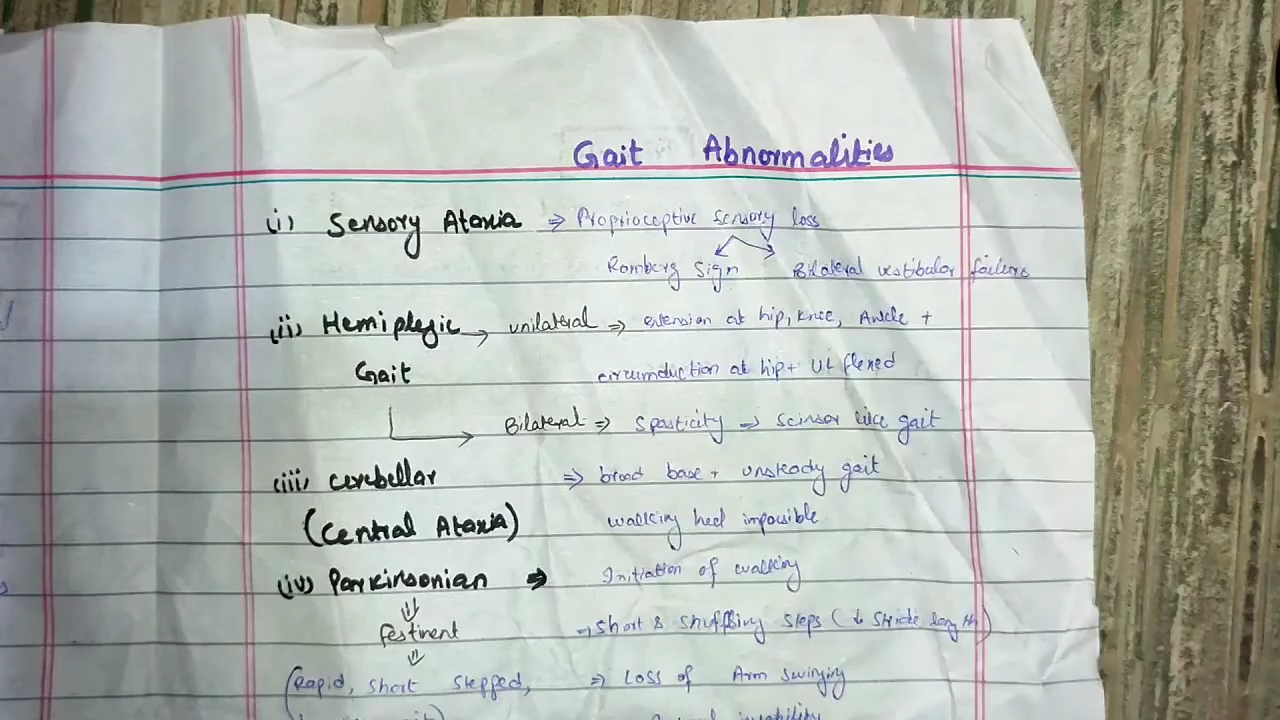 Gait Abnormalities
(i) Sensory Ataxia ⇒ Proprioceptive sensory loss
Romberg Sign Bilateral vestibular failure
(ii) Hemiplegic → unilateral ⇒ extension at hip, knee, Ankle +
Gait circumduction at hip + UL flexed
Bilateral ⇒ Spasticity ⇒ Scissor like gait
(iii) cerebellar ⇒ broad base + unsteady gait
(Central Ataxia) walking heel impossible
(iv) Parkinsonian ⇒ Initiation of walking
⇓
festinent ⇒ Short & Shuffling steps (↓ Stride length)
⇓
(Rapid, short stepped, ⇒ Loss of Arm swinging